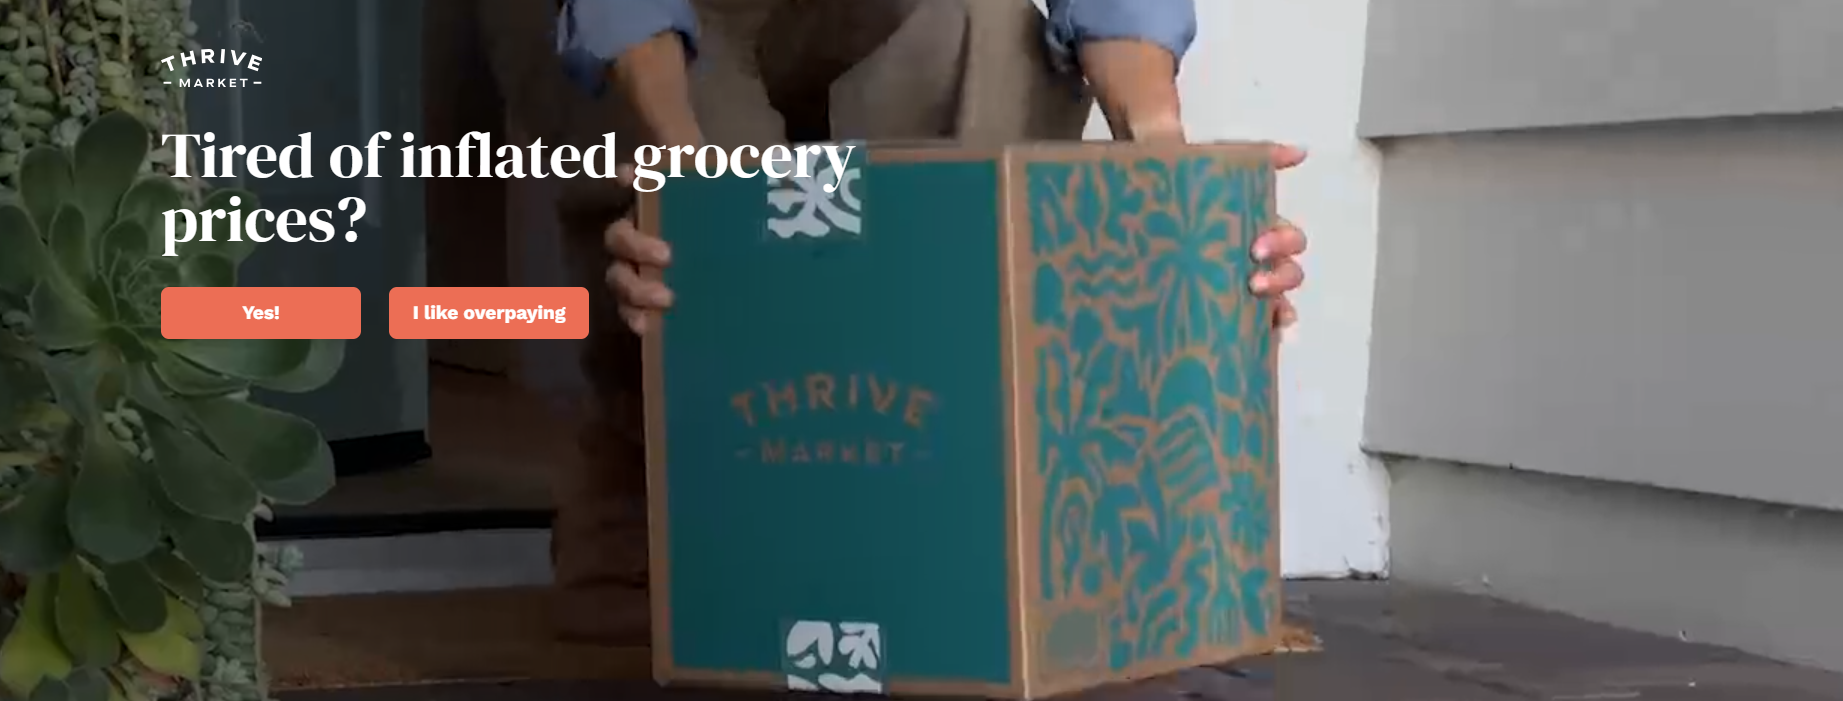 THRIVE
MARKET
Tired of inflated grocery
prices?
Yes!
I like overpaying
THRIVE
MARKET